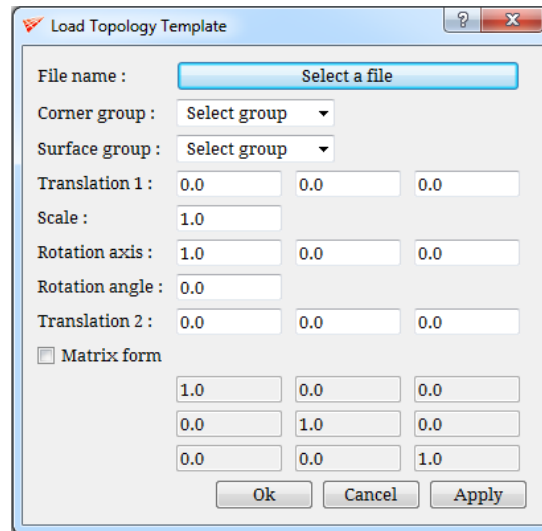 Load Topology Template ?
File name : Select a file
Corner group : Select group
Surface group : Select group
Translation 1 : 0.0 0.0 0.0
Scale : 1.0
Rotation axis : 1.0 0.0 0.0
Rotation angle : 0.0
Translation 2 : 0.0 0.0 0.0
Matrix form
1.0 0.0 0.0
0.0 1.0 0.0
0.0 0.0 1.0
Ok Cancel Apply